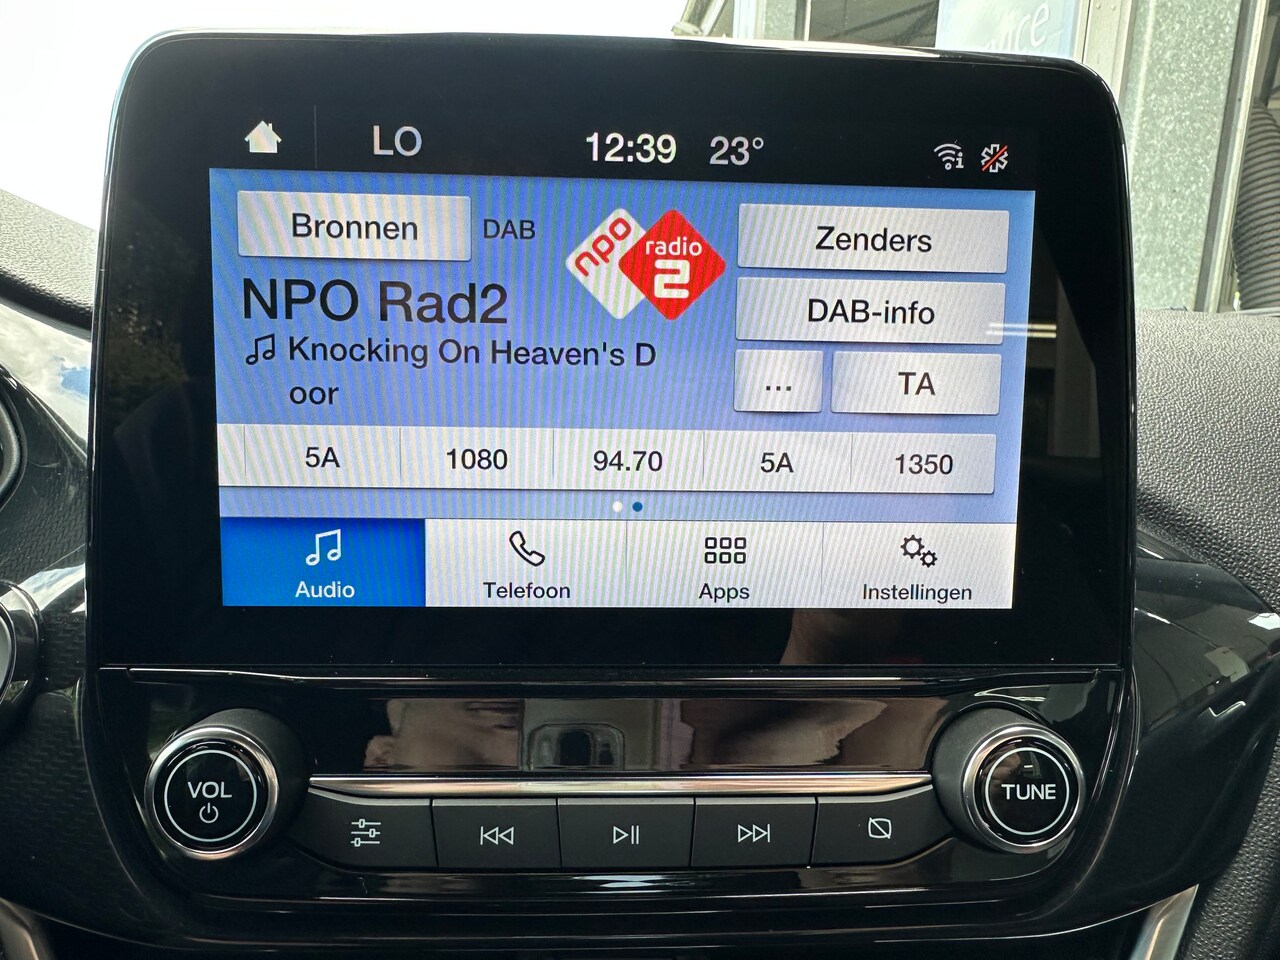 LO
12:39 23°
Bronnen DAB
npo
radio
2
Zenders
NPO Rad2
DAB-info
Knocking On Heaven's D
oor
... TA
5A 1080 94.70 5A 1350
Audio Telefoon Apps Instellingen
VOL
TUNE